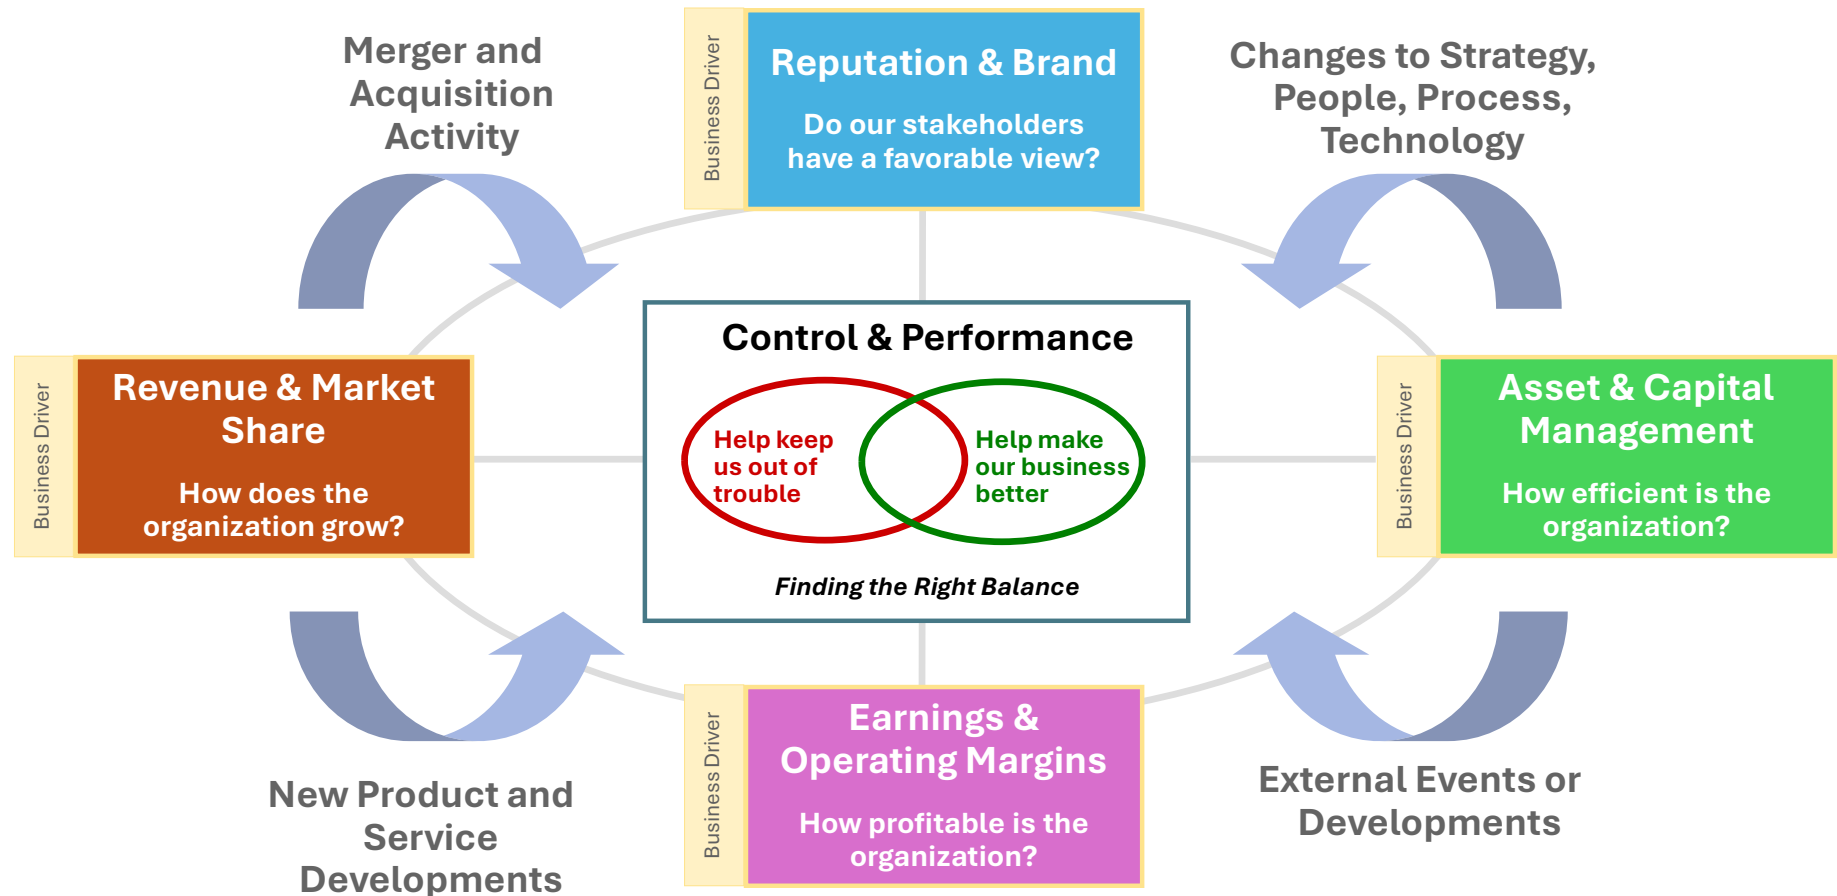 Merger and
Acquisition
Activity
Business Driver
Reputation & Brand
Do our stakeholders
have a favorable view?
Changes to Strategy,
People, Process,
Technology
Business Driver
Revenue & Market
Share
How does the
organization grow?
Control & Performance
Help keep
us out of
trouble
Help make
our business
better
Finding the Right Balance
Business Driver
Asset & Capital
Management
How efficient is the
organization?
New Product and
Service
Developments
Business Driver
Earnings &
Operating Margins
How profitable is the
organization?
External Events or
Developments